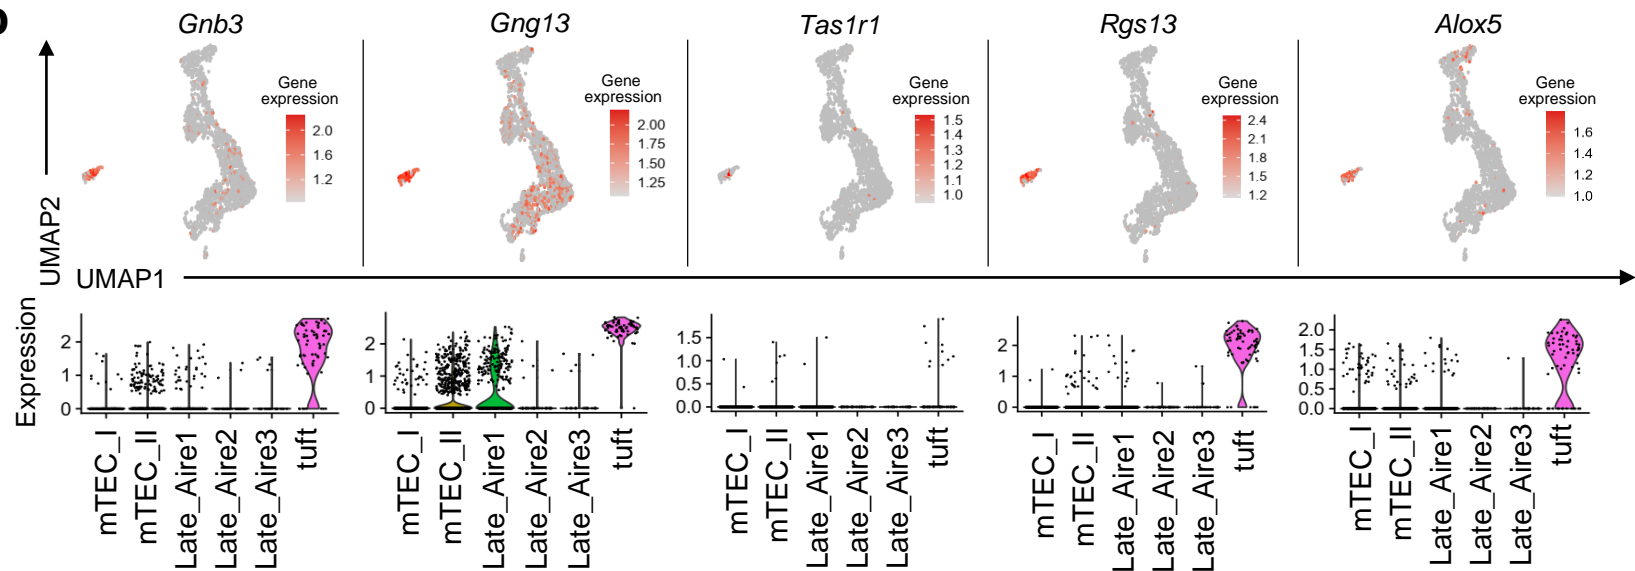 Gnb3
Gng13
Tas1r1
Rgs13
Alox5
Gene
expression
2.0
1.6
1.2
Gene
expression
2.00
1.75
1.50
1.25
Gene
expression
1.5
1.4
1.3
1.2
1.1
1.0
Gene
expression
2.4
2.1
1.8
1.5
1.2
Gene
expression
1.6
1.4
1.2
1.0
UMAP2
UMAP1
Expression
2
1
0
mTEC_I
mTEC_II
Late_Aire1
Late_Aire2
Late_Aire3
tuft
2
1
0
mTEC_I
mTEC_II
Late_Aire1
Late_Aire2
Late_Aire3
tuft
1.5
1.0
0.5
0.0
mTEC_I
mTEC_II
Late_Aire1
Late_Aire2
Late_Aire3
tuft
2
1
0
mTEC_I
mTEC_II
Late_Aire1
Late_Aire2
Late_Aire3
tuft
2.0
1.5
1.0
0.5
0.0
mTEC_I
mTEC_II
Late_Aire1
Late_Aire2
Late_Aire3
tuft